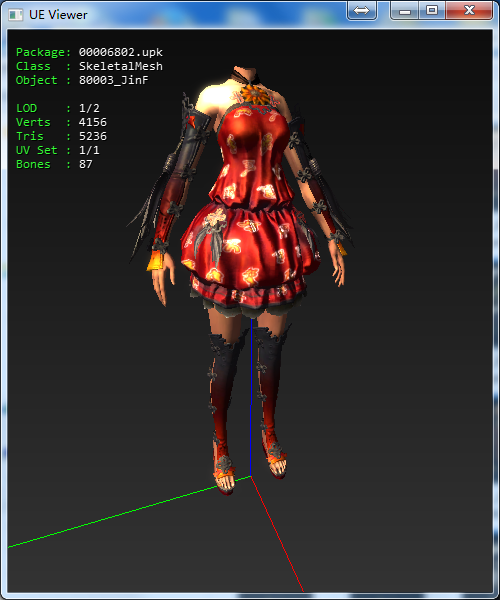 UE Viewer
Package: 00006802.upk
Class : SkeletalMesh
Object : 80003_JinF
LOD : 1/2
Verts : 4156
Tris : 5236
UV Set : 1/1
Bones : 87